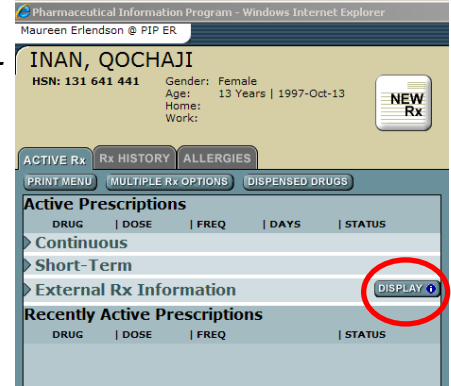 Pharmaceutical Information Program - Windows Internet Explorer
Maureen Erlendson @ PIP ER
INAN, QOCHAJI
HSN: 131 641 441 Gender: Female
Age: 13 Years | 1997-Oct-13
Home:
Work:
NEW
Rx
ACTIVE Rx Rx HISTORY ALLERGIES
PRINT MENU MULTIPLE Rx OPTIONS DISPENSED DRUGS
Active Prescriptions
DRUG | DOSE | FREQ | DAYS | STATUS
Continuous
Short-Term
External Rx Information DISPLAY i
Recently Active Prescriptions
DRUG | DOSE | FREQ | STATUS